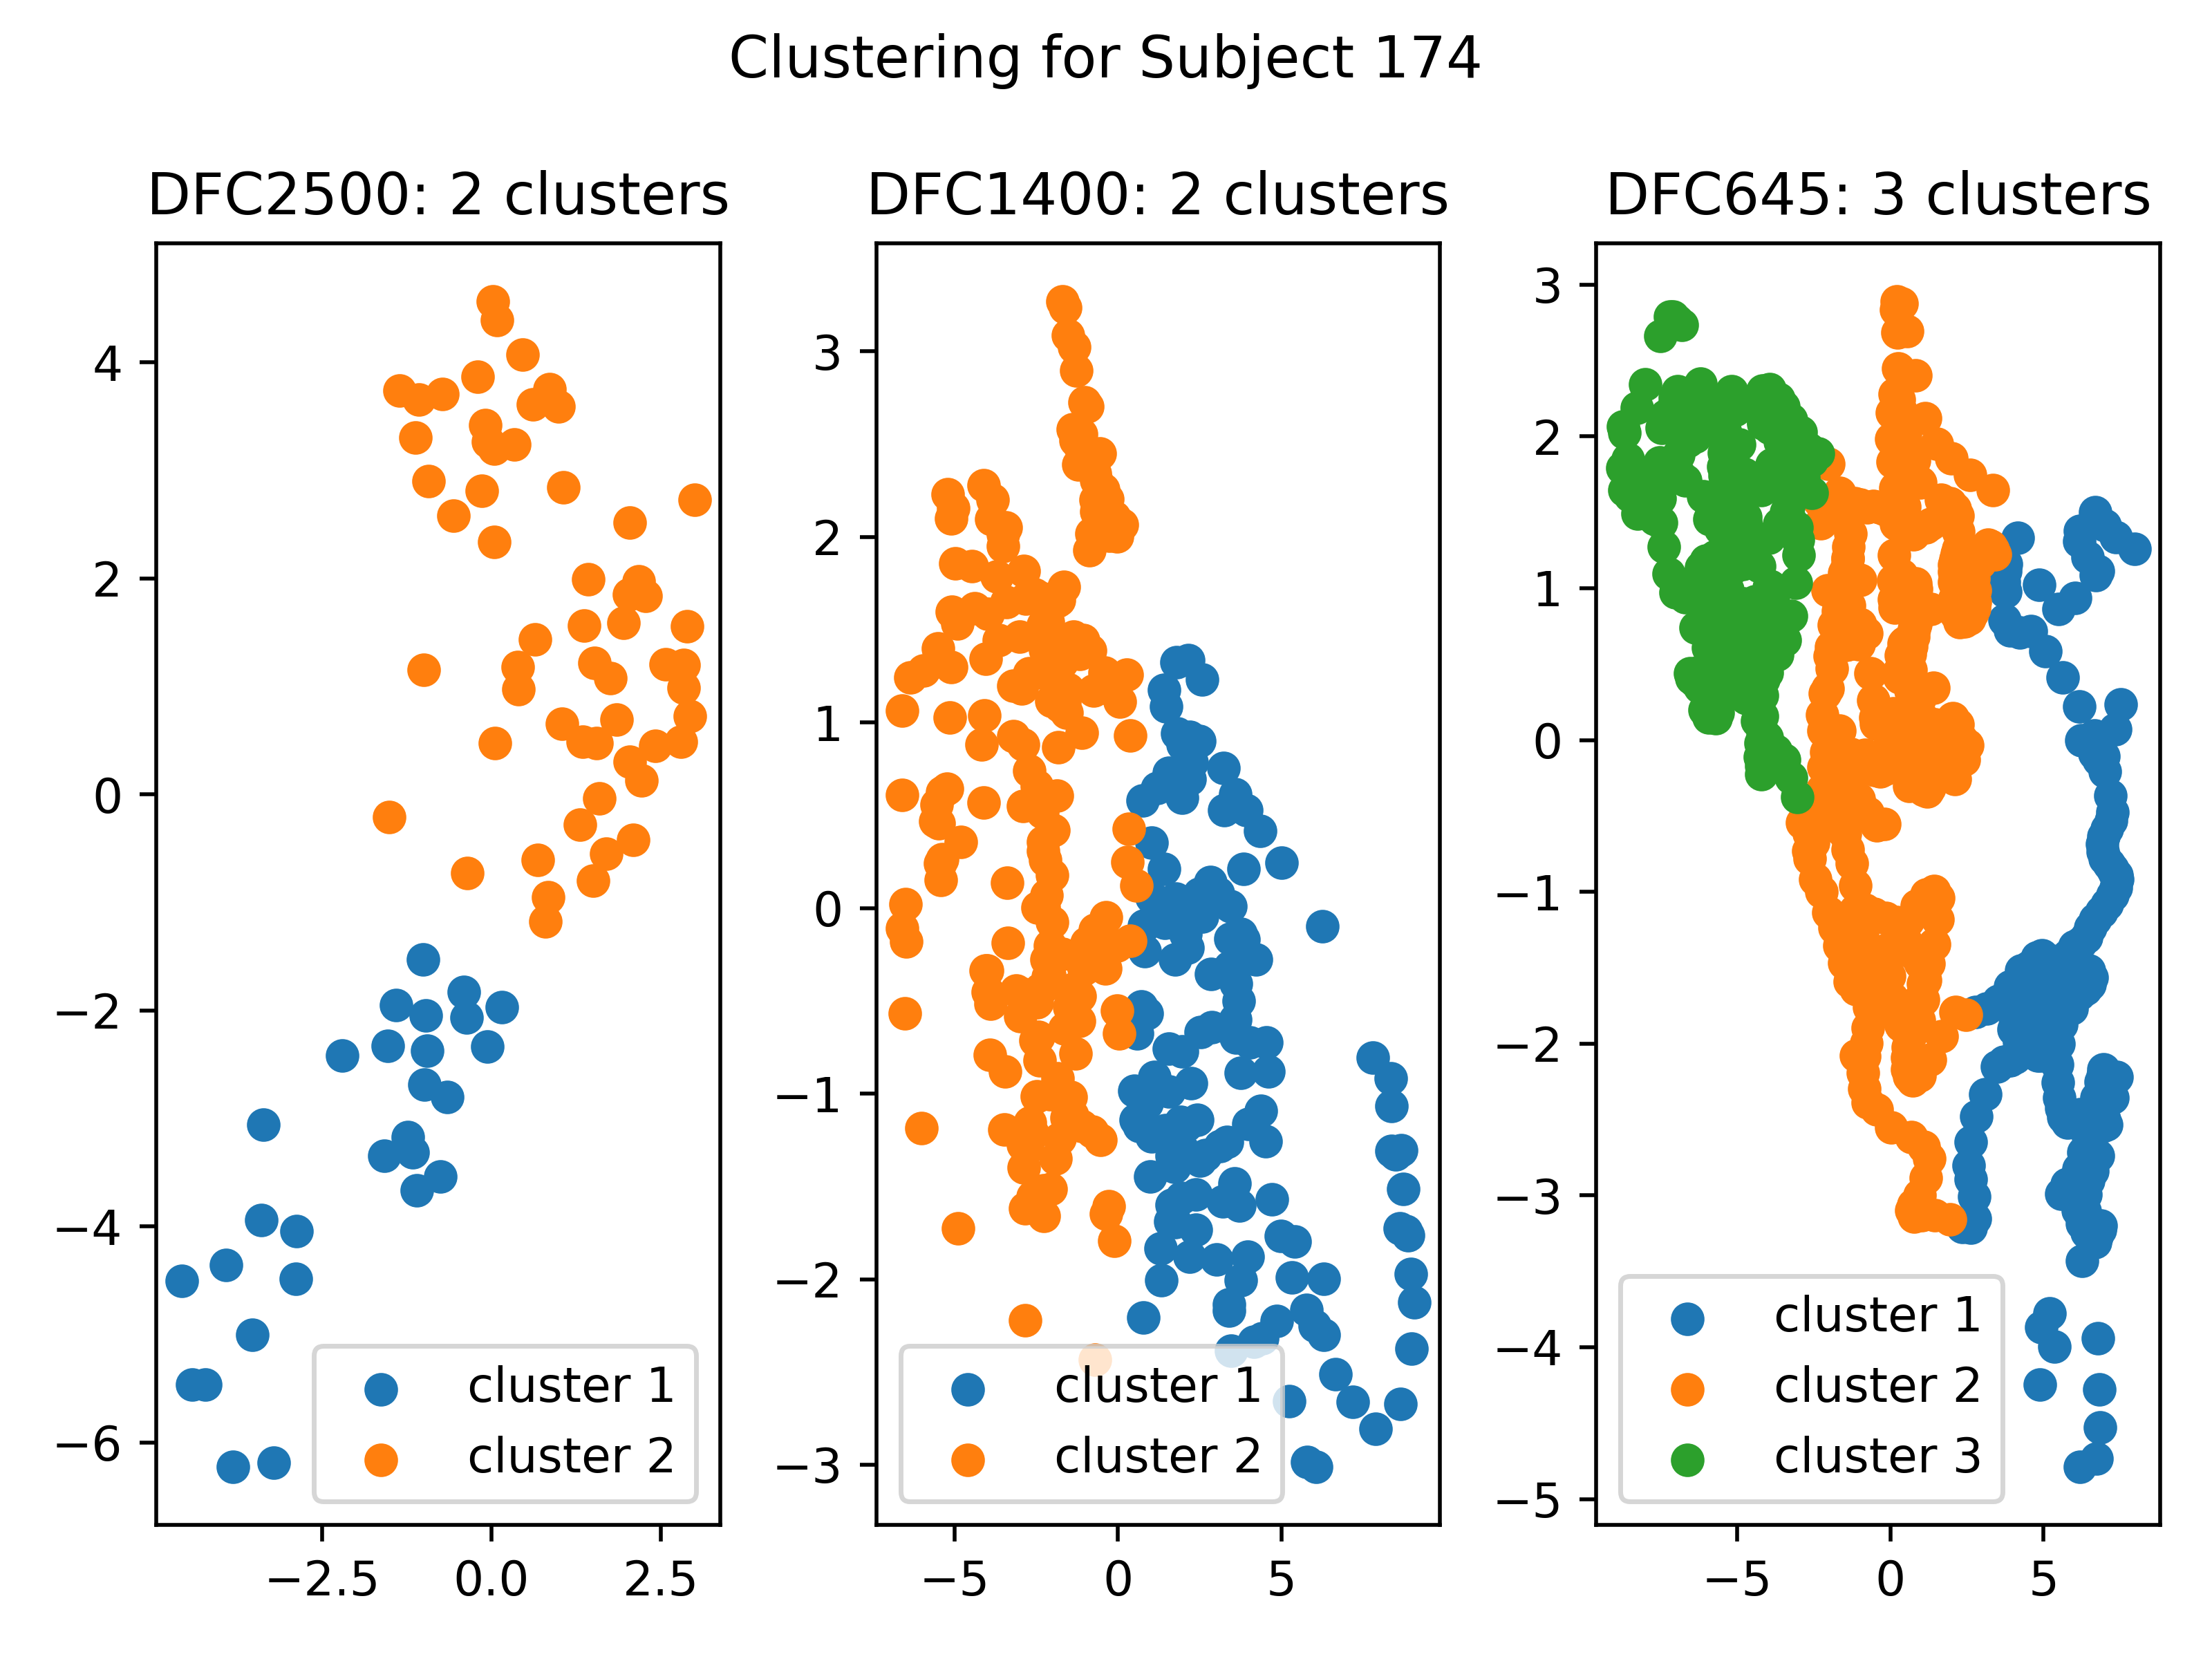 Clustering for Subject 174
DFC2500: 2 clusters
4
2
0
−2
−4
−6
−2.5
0.0
2.5
cluster 1
cluster 2
DFC1400: 2 clusters
3
2
1
0
−1
−2
−3
−5
0
5
cluster 1
cluster 2
DFC645: 3 clusters
3
2
1
0
−1
−2
−3
−4
−5
−5
0
5
cluster 1
cluster 2
cluster 3